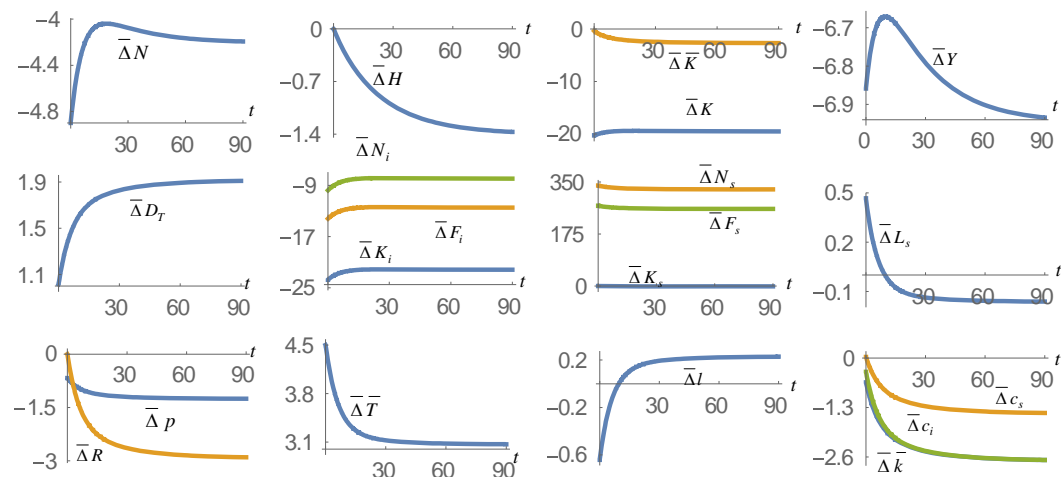 -4
-4.4
-4.8
Δ̅ N
t
30 60 90
0
-0.7
-1.4
Δ̅ H
t
30 60 90
0
-10
-20
Δ̅ K̅
Δ̅ K
t
30 60 90
-6.7
-6.8
-6.9
Δ̅ Y
t
0 30 60 90
1.9
1.5
1.1
Δ̅ D_T
t
30 60 90
Δ̅ N_i
-9
-17
-25
Δ̅ F_i
Δ̅ K_i
t
30 60 90
350
175
0
Δ̅ N_s
Δ̅ F_s
Δ̅ K_s
t
30 60 90
0.5
0.2
-0.1
Δ̅ L_s
t
30 60 90
0
-1.5
-3
Δ̅ p
Δ̅ R
t
30 60 90
4.5
3.8
3.1
Δ̅ T̅
t
30 60 90
0.2
-0.2
-0.6
Δ̅ l
t
30 60 90
0
-1.3
-2.6
Δ̅ c_s
Δ̅ c_i
Δ̅ k̅
t
30 60 90